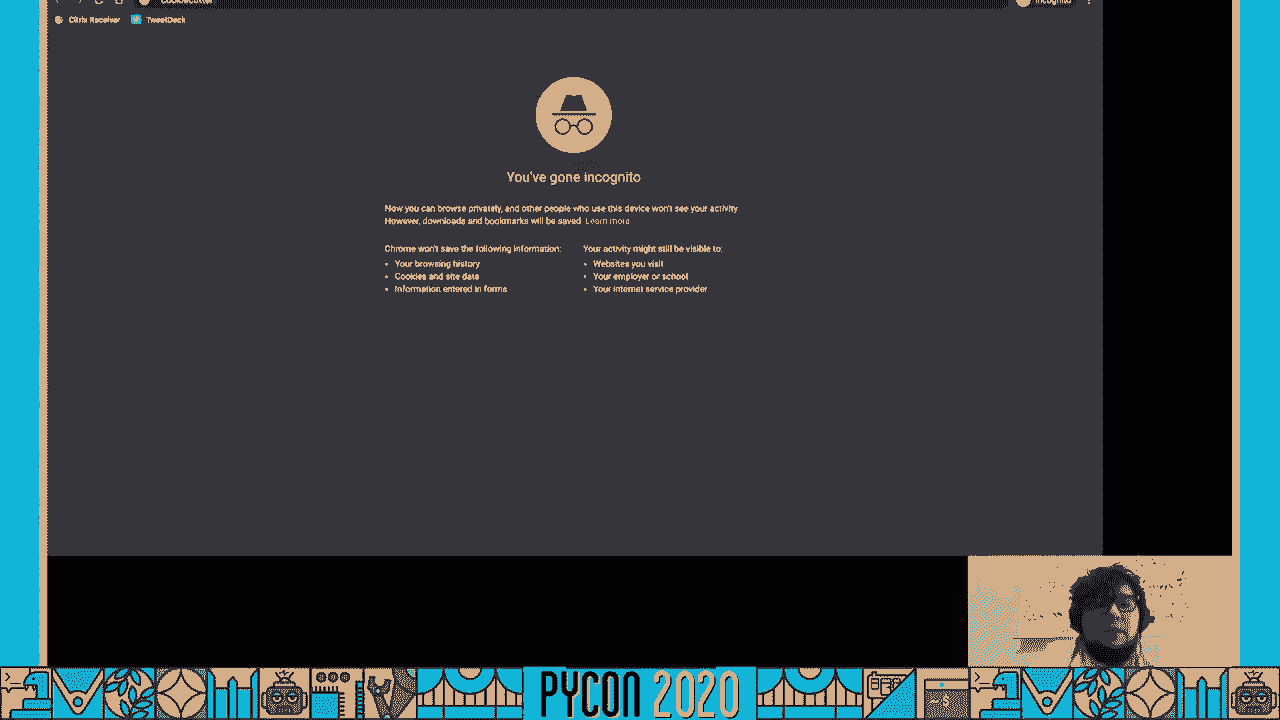 Incognito
Citrix Receiver TweetDeck
You've gone incognito
Now you can browse privately, and other people who use this device won't see your activity.
However, downloads and bookmarks will be saved. Learn more
Chrome won't save the following information:
• Your browsing history
• Cookies and site data
• Information entered in forms
Your activity might still be visible to:
• Websites you visit
• Your employer or school
• Your internet service provider
PYCON 2020